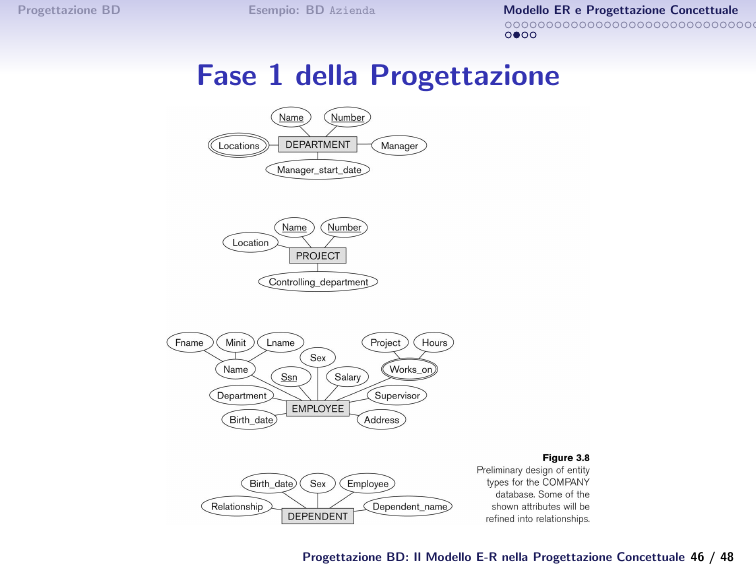 Progettazione BD
Esempio: BD Azienda
Modello ER e Progettazione Concettuale
Fase 1 della Progettazione
Name
Number
Locations
DEPARTMENT
Manager
Manager_start_date
Name
Number
Location
PROJECT
Controlling_department
Fname
Minit
Lname
Project
Hours
Sex
Name
Works_on
Ssn
Salary
Department
Supervisor
EMPLOYEE
Birth_date
Address
Figure 3.8
Preliminary design of entity
types for the COMPANY
database. Some of the
shown attributes will be
refined into relationships.
Birth_date
Sex
Employee
Relationship
Dependent_name
DEPENDENT
Progettazione BD: Il Modello E-R nella Progettazione Concettuale 46 / 48